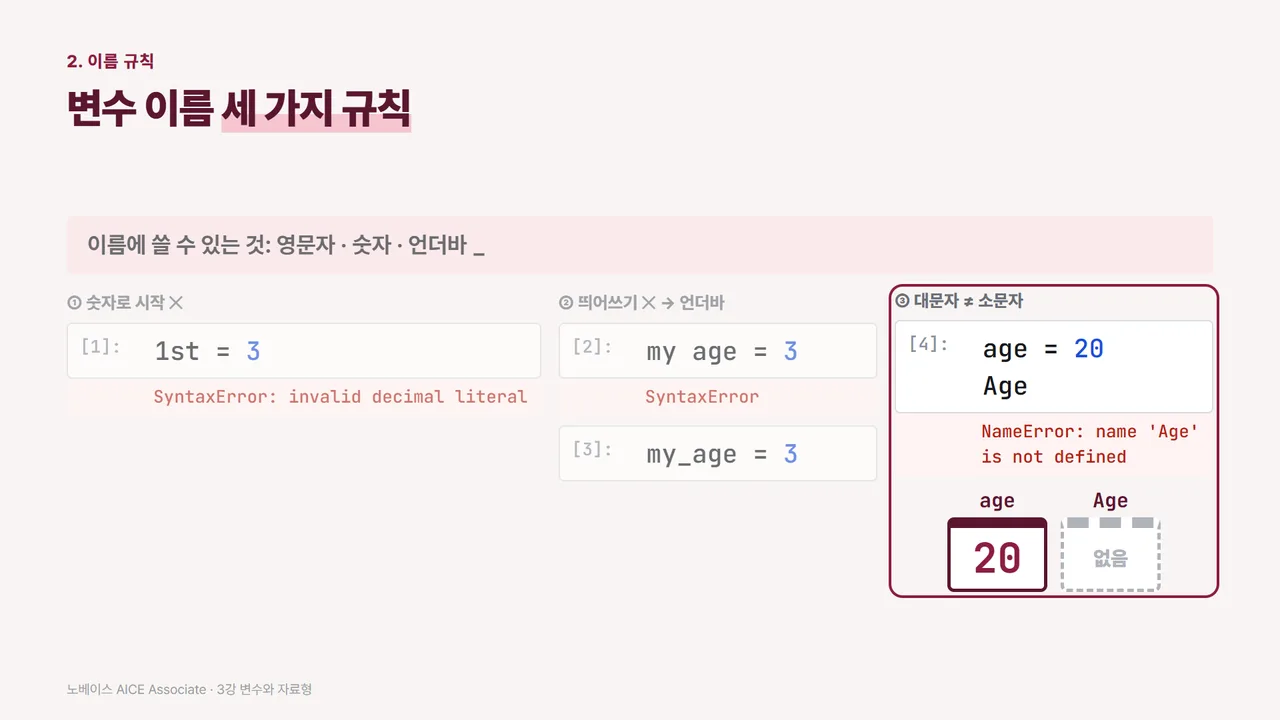 2. 이름 규칙
변수 이름 세 가지 규칙
이름에 쓸 수 있는 것: 영문자 · 숫자 · 언더바 _
① 숫자로 시작 ✕
[1]: 1st = 3
SyntaxError: invalid decimal literal
② 띄어쓰기 ✕ → 언더바
[2]: my age = 3
SyntaxError
[3]: my_age = 3
③ 대문자 ≠ 소문자
[4]: age = 20
Age
NameError: name 'Age'
is not defined
age Age
20 없음
노베이스 AICE Associate · 3강 변수와 자료형